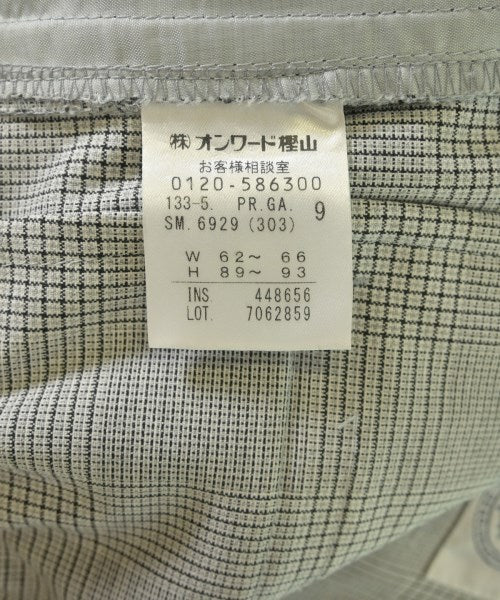 ㈱オンワード樫山
お客様相談室
0120-586300
133-5. PR.GA. 9
SM.6929 (303)
W 62～ 66
H 89～ 93
INS. 448656
LOT. 7062859